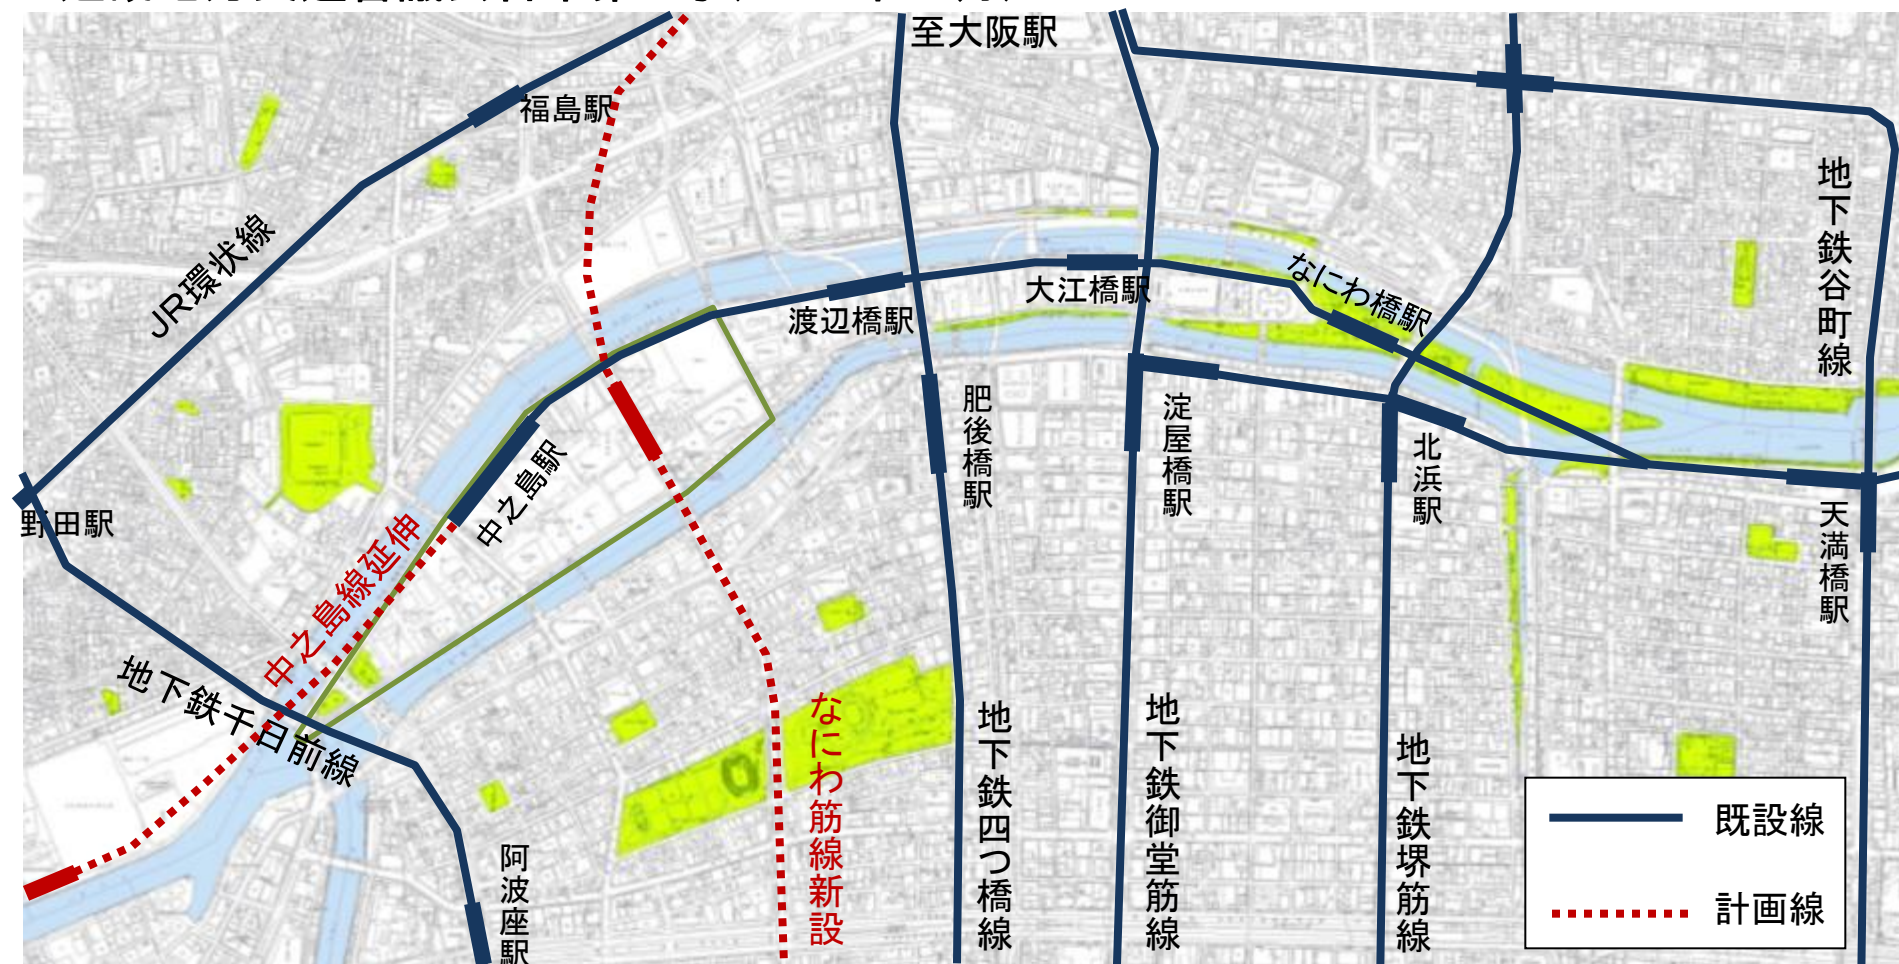 至大阪駅
福島駅
JR環状線
野田駅
中之島線延伸
地下鉄千日前線
阿波座駅
中之島駅
渡辺橋駅
大江橋駅
なにわ橋駅
肥後橋駅
淀屋橋駅
北浜駅
天満橋駅
地下鉄谷町線
なにわ筋線新設
地下鉄四つ橋線
地下鉄御堂筋線
地下鉄堺筋線
既設線
計画線